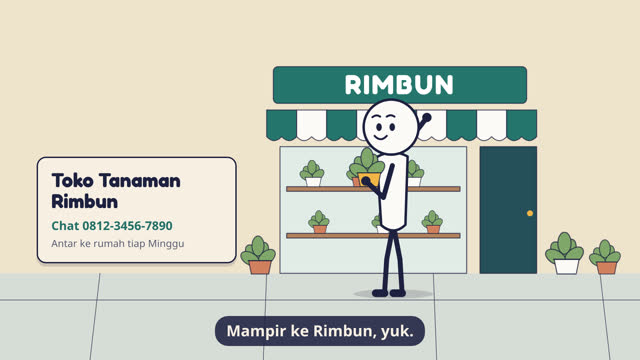 RIMBUN
Toko Tanaman
Rimbun
Chat 0812-3456-7890
Antar ke rumah tiap Minggu
Mampir ke Rimbun, yuk.